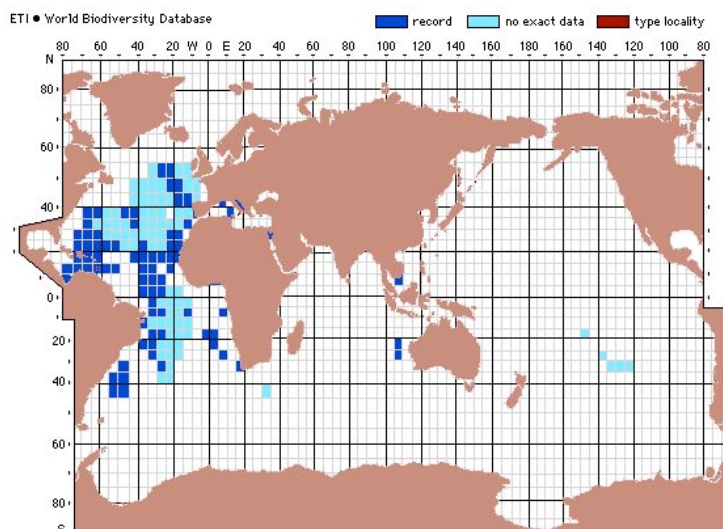 ETI ● World Biodiversity Database
record no exact data type locality
80 60 40 20 W 0 E 20 40 60 80 100 120 140 160 180 160 140 120 100 80
N
80
60
40
20
0
20
40
60
80
S